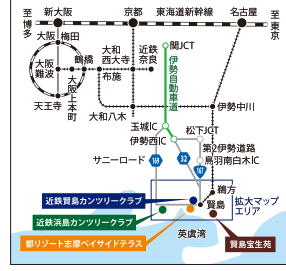 至博多
新大阪
京都
東海道新幹線
名古屋
至東京
大阪
梅田
鶴橋
大和西大寺
近鉄奈良
関JCT
大阪難波
布施
伊勢自動車道
大阪上本町
天王寺
大和八木
伊勢中川
玉城IC
松下JCT
伊勢西IC
第2伊勢道路
鳥羽南白木IC
サニーロード
169
32
167
鵜方
拡大マップエリア
近鉄賢島カンツリークラブ
賢島
近鉄浜島カンツリークラブ
都リゾート志摩ベイサイドテラス
英虞湾
賢島宝生苑